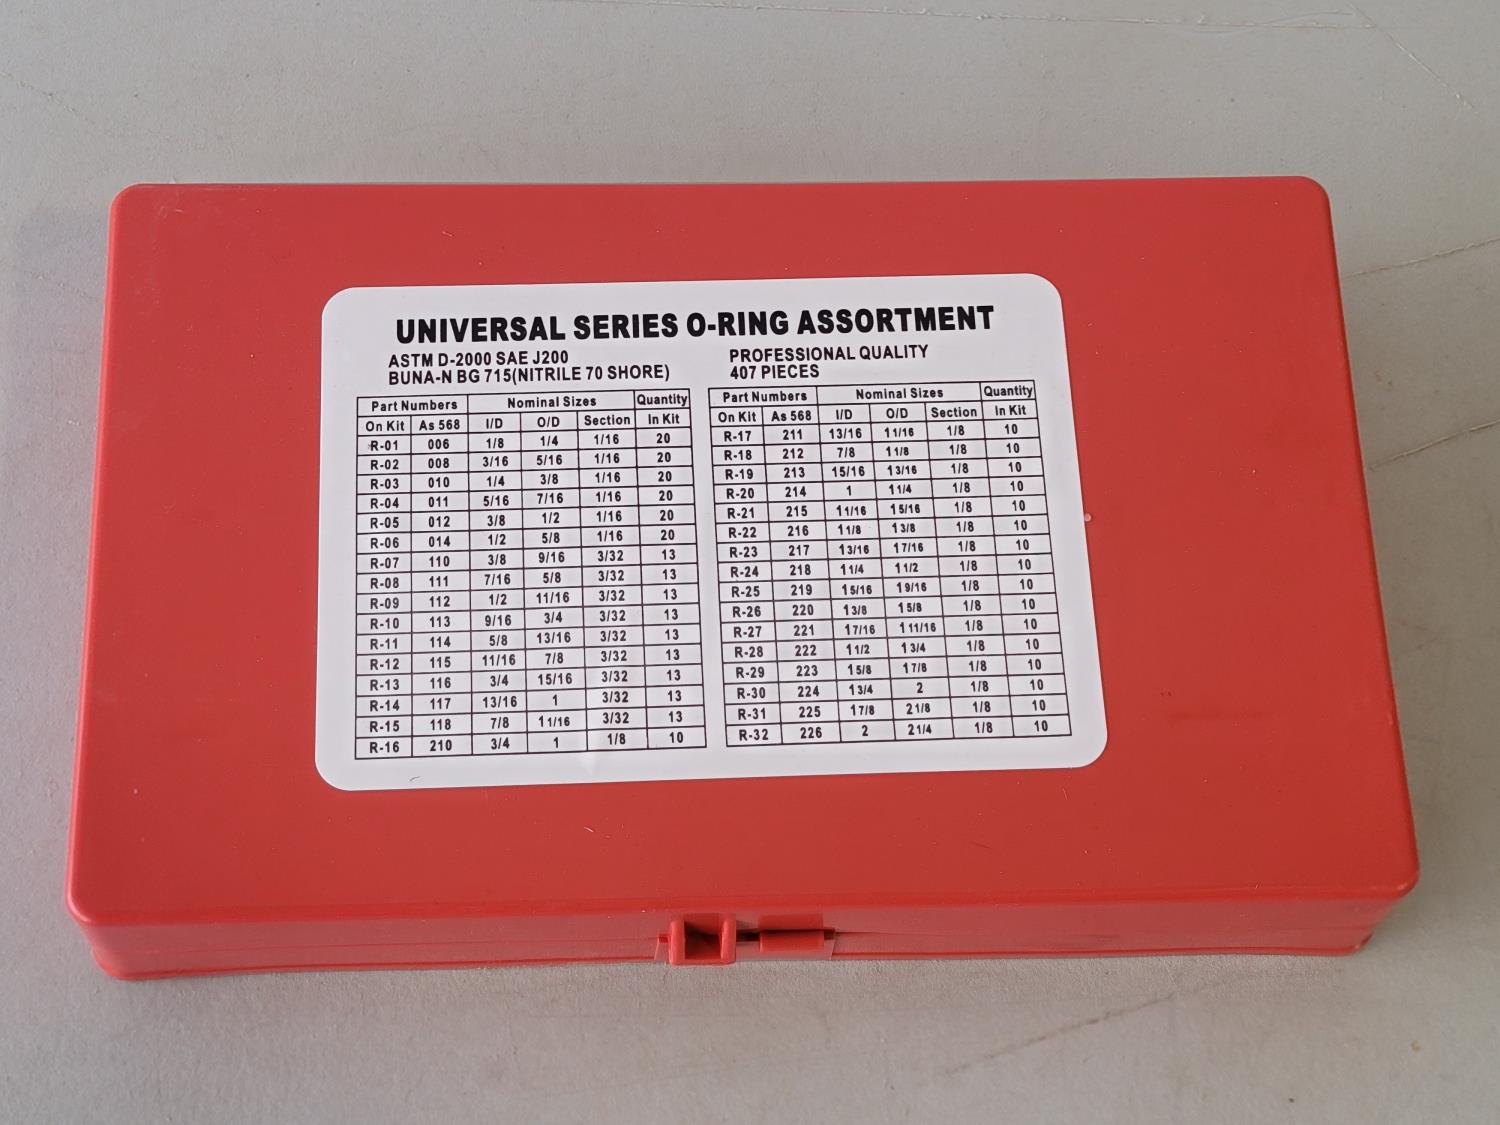 UNIVERSAL SERIES O-RING ASSORTMENT
ASTM D-2000 SAE J200
BUNA-N BG 715(NITRILE 70 SHORE)
PROFESSIONAL QUALITY
407 PIECES
Part Numbers Nominal Sizes Quantity
On Kit As 568 I/D O/D Section In Kit
R-01 006 1/8 1/4 1/16 20
R-02 008 3/16 5/16 1/16 20
R-03 010 1/4 3/8 1/16 20
R-04 011 5/16 7/16 1/16 20
R-05 012 3/8 1/2 1/16 20
R-06 014 1/2 5/8 1/16 20
R-07 110 3/8 9/16 3/32 13
R-08 111 7/16 5/8 3/32 13
R-09 112 1/2 11/16 3/32 13
R-10 113 9/16 3/4 3/32 13
R-11 114 5/8 13/16 3/32 13
R-12 115 11/16 7/8 3/32 13
R-13 116 3/4 15/16 3/32 13
R-14 117 13/16 1 3/32 13
R-15 118 7/8 1 1/16 3/32 13
R-16 210 3/4 1 1/8 10
Part Numbers Nominal Sizes Quantity
On Kit As 568 I/D O/D Section In Kit
R-17 211 13/16 1 1/16 1/8 10
R-18 212 7/8 1 1/8 1/8 10
R-19 213 15/16 1 3/16 1/8 10
R-20 214 1 1 1/4 1/8 10
R-21 215 1 1/16 1 5/16 1/8 10
R-22 216 1 1/8 1 3/8 1/8 10
R-23 217 1 3/16 1 7/16 1/8 10
R-24 218 1 1/4 1 1/2 1/8 10
R-25 219 1 5/16 1 9/16 1/8 10
R-26 220 1 3/8 1 5/8 1/8 10
R-27 221 1 7/16 1 11/16 1/8 10
R-28 222 1 1/2 1 3/4 1/8 10
R-29 223 1 5/8 1 7/8 1/8 10
R-30 224 1 3/4 2 1/8 10
R-31 225 1 7/8 2 1/8 1/8 10
R-32 226 2 2 1/4 1/8 10